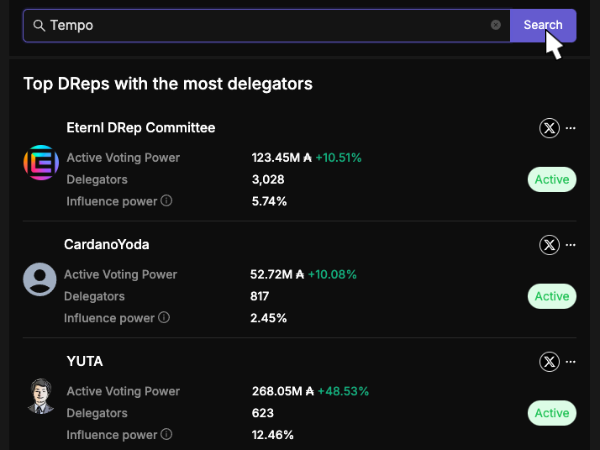 Tempo
Search
Top DReps with the most delegators
Eternl DRep Committee
Active Voting Power 123.45M ₳ +10.51%
Delegators 3,028
Active
Influence power 5.74%
CardanoYoda
Active Voting Power 52.72M ₳ +10.08%
Delegators 817
Active
Influence power 2.45%
YUTA
Active Voting Power 268.05M ₳ +48.53%
Delegators 623
Active
Influence power 12.46%